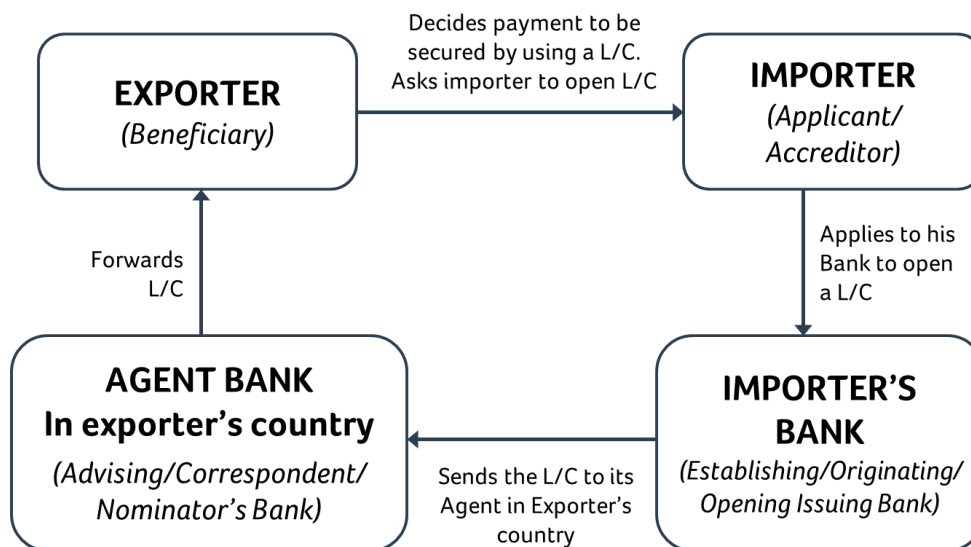 Decides payment to be
secured by using a L/C.
Asks importer to open L/C
EXPORTER
(Beneficiary)
IMPORTER
(Applicant/
Accreditor)
Forwards
L/C
Applies to his
Bank to open
a L/C
AGENT BANK
In exporter's country
(Advising/Correspondent/
Nominator's Bank)
Sends the L/C to its
Agent in Exporter's
country
IMPORTER'S
BANK
(Establishing/Originating/
Opening Issuing Bank)